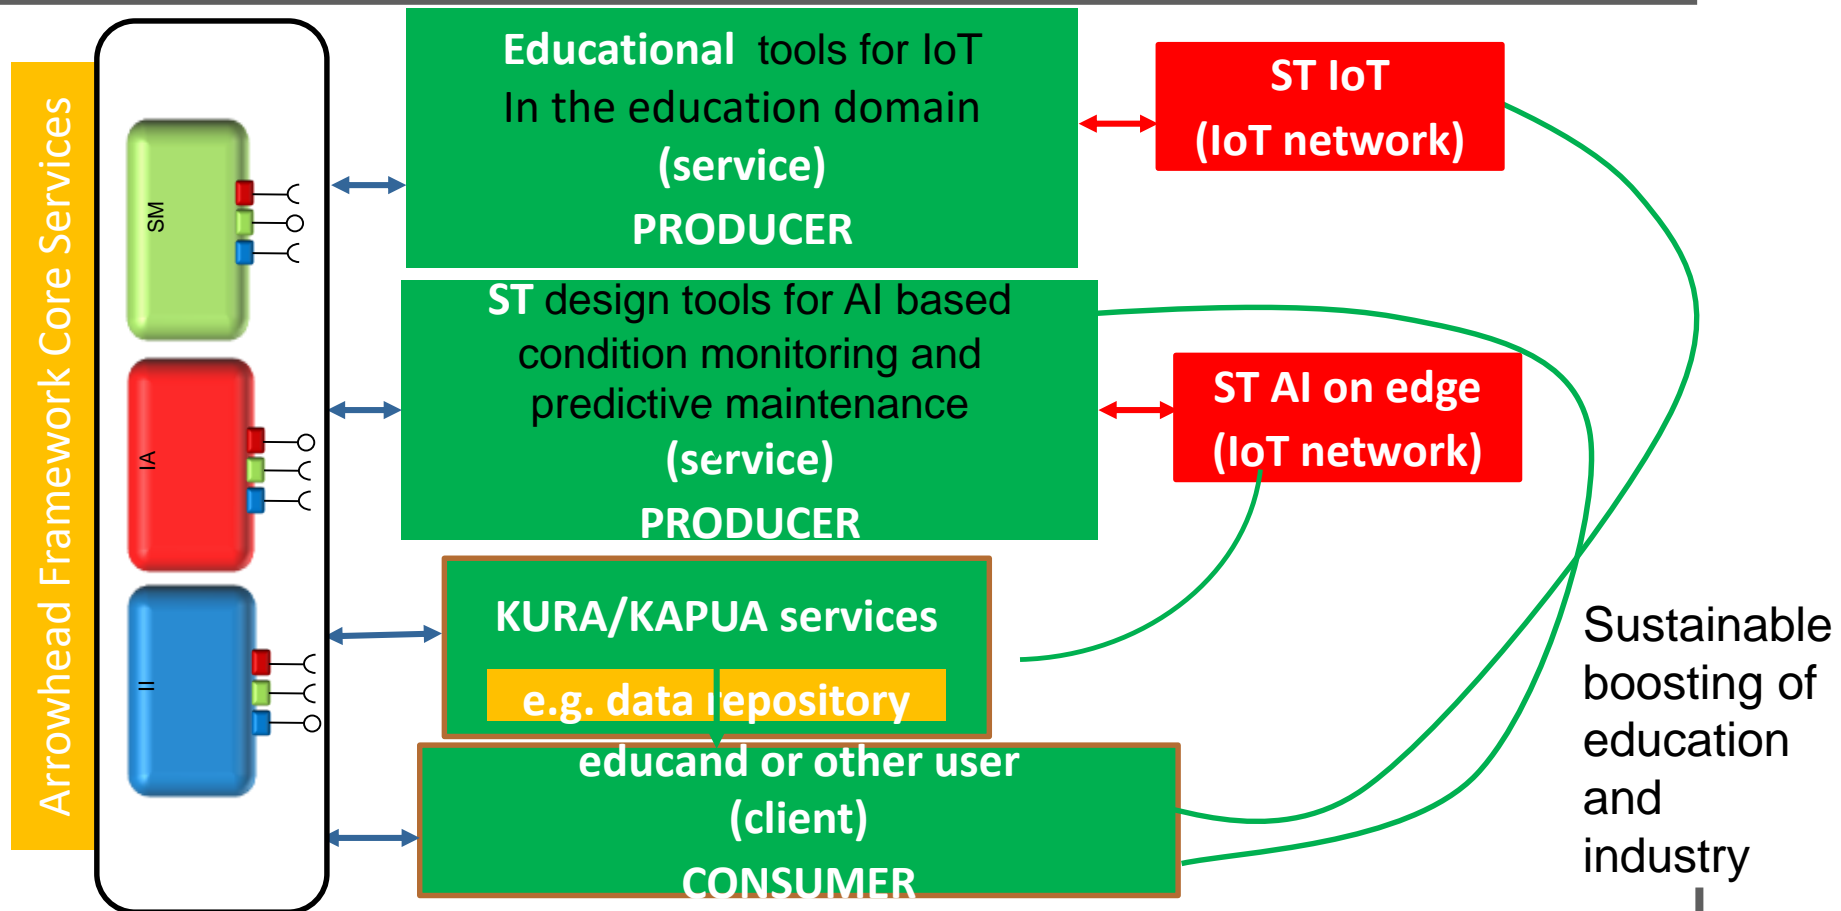 Arrowhead Framework Core Services
SM
IA
II
Educational tools for IoT
In the education domain
(service)
PRODUCER
ST IoT
(IoT network)
ST design tools for AI based
condition monitoring and
predictive maintenance
(service)
PRODUCER
ST AI on edge
(IoT network)
KURA/KAPUA services
e.g. data repository
educand or other user
(client)
CONSUMER
Sustainable
boosting of
education
and
industry